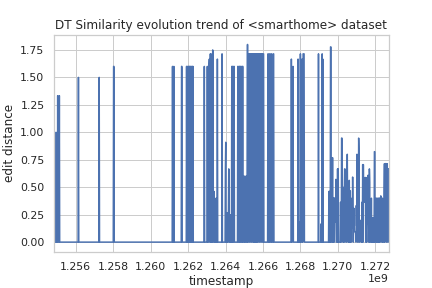 DT Similarity evolution trend of <smarthome> dataset
edit distance
1.75
1.50
1.25
1.00
0.75
0.50
0.25
0.00
1.256 1.258 1.260 1.262 1.264 1.266 1.268 1.270 1.272
1e9
timestamp